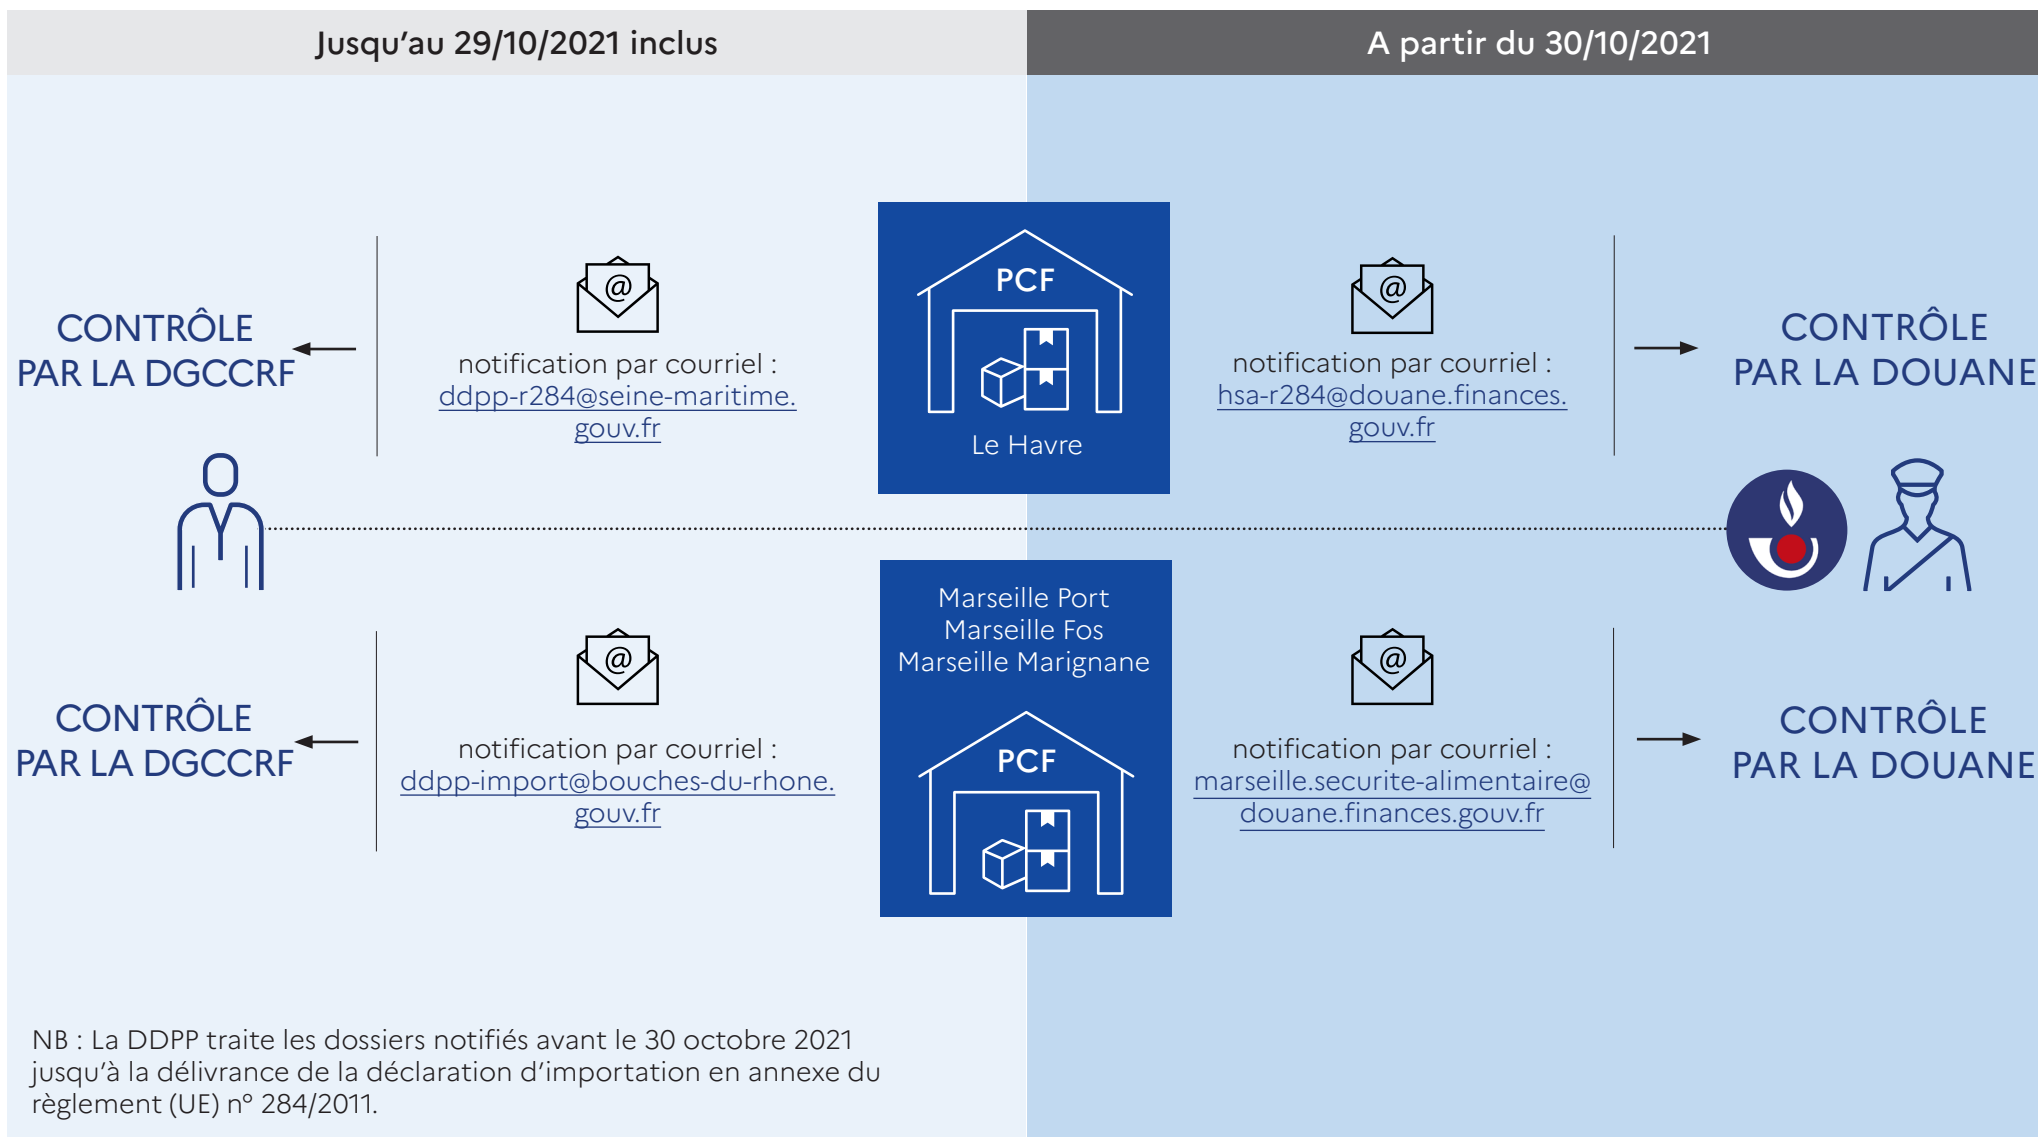 Jusqu'au 29/10/2021 inclus
A partir du 30/10/2021
CONTRÔLE
PAR LA DGCCRF
@
notification par courriel :
ddpp-r284@seine-maritime.
gouv.fr
PCF
Le Havre
@
notification par courriel :
hsa-r284@douane.finances.
gouv.fr
CONTRÔLE
PAR LA DOUANE
CONTRÔLE
PAR LA DGCCRF
@
notification par courriel :
ddpp-import@bouches-du-rhone.
gouv.fr
Marseille Port
Marseille Fos
Marseille Marignane
PCF
@
notification par courriel :
marseille.securite-alimentaire@
douane.finances.gouv.fr
CONTRÔLE
PAR LA DOUANE
NB : La DDPP traite les dossiers notifiés avant le 30 octobre 2021
jusqu'à la délivrance de la déclaration d'importation en annexe du
règlement (UE) n° 284/2011.